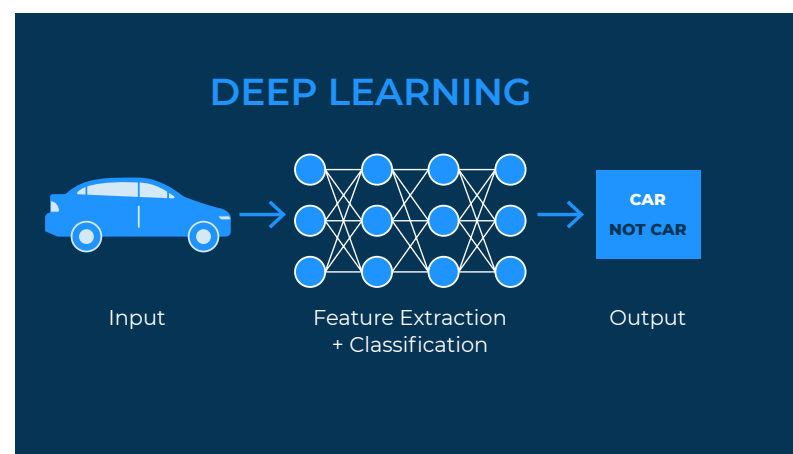 DEEP LEARNING
CAR
NOT CAR
Input
Feature Extraction
+ Classification
Output